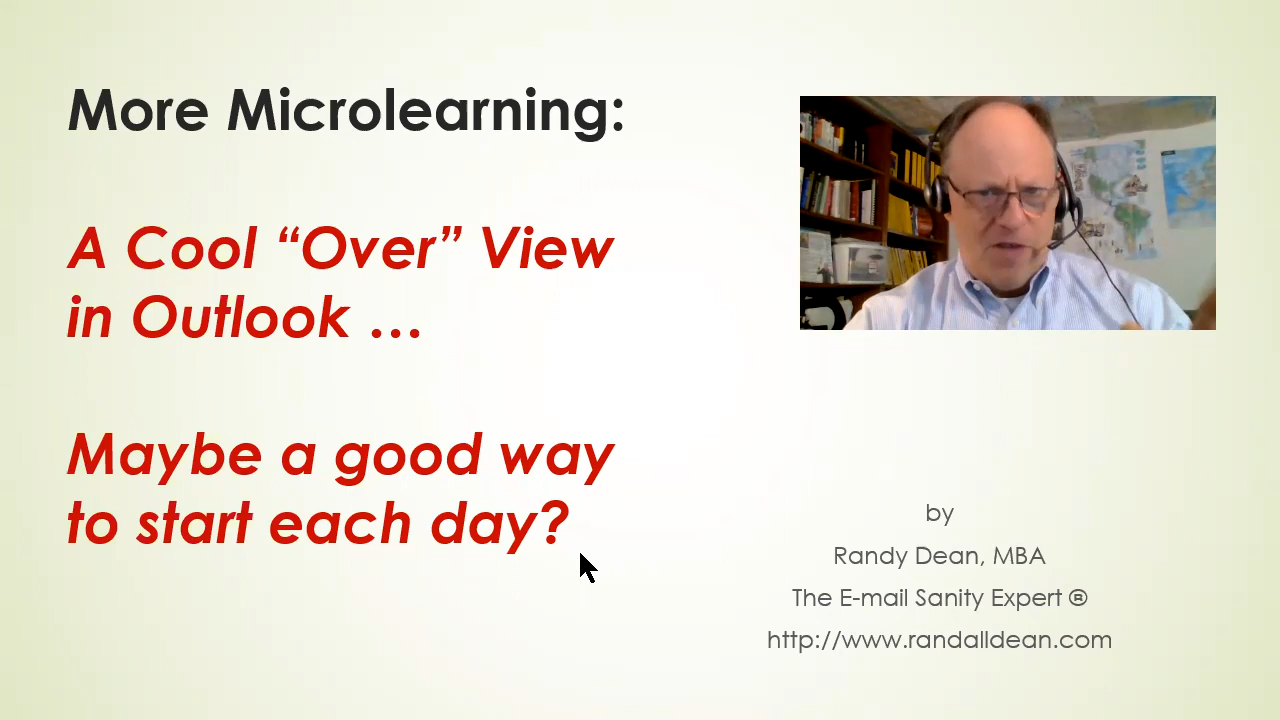 More Microlearning:
A Cool “Over” View
in Outlook …
Maybe a good way
to start each day?
by
Randy Dean, MBA
The E-mail Sanity Expert ®
http://www.randalldean.com